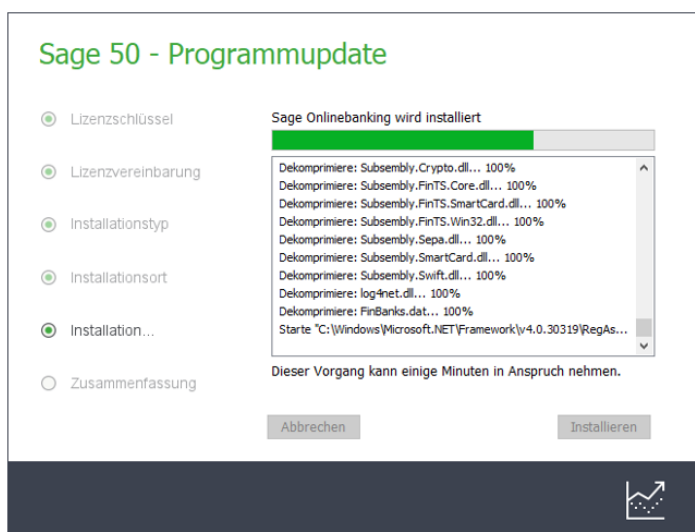 Sage 50 - Programmupdate
Lizenzschlüssel
Lizenzvereinbarung
Installationstyp
Installationsort
Installation...
Zusammenfassung
Sage Onlinebanking wird installiert
Dekomprimiere: Subsembly.Crypto.dll... 100%
Dekomprimiere: Subsembly.FinTS.Core.dll... 100%
Dekomprimiere: Subsembly.FinTS.SmartCard.dll... 100%
Dekomprimiere: Subsembly.FinTS.Win32.dll... 100%
Dekomprimiere: Subsembly.Sepa.dll... 100%
Dekomprimiere: Subsembly.SmartCard.dll... 100%
Dekomprimiere: Subsembly.Swift.dll... 100%
Dekomprimiere: log4net.dll... 100%
Dekomprimiere: FinBanks.dat... 100%
Starte "C:\Windows\Microsoft.NET\Framework\v4.0.30319\RegAs...
Dieser Vorgang kann einige Minuten in Anspruch nehmen.
Abbrechen
Installieren